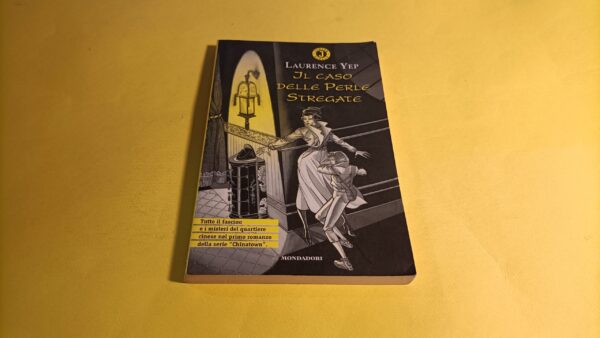 LAURENCE YEP
IL CASO
DELLE PERLE
STREGATE
Tutto il fascino
e i misteri del quartiere
cinese nel primo romanzo
della serie "Chinatown".
MONDADORI